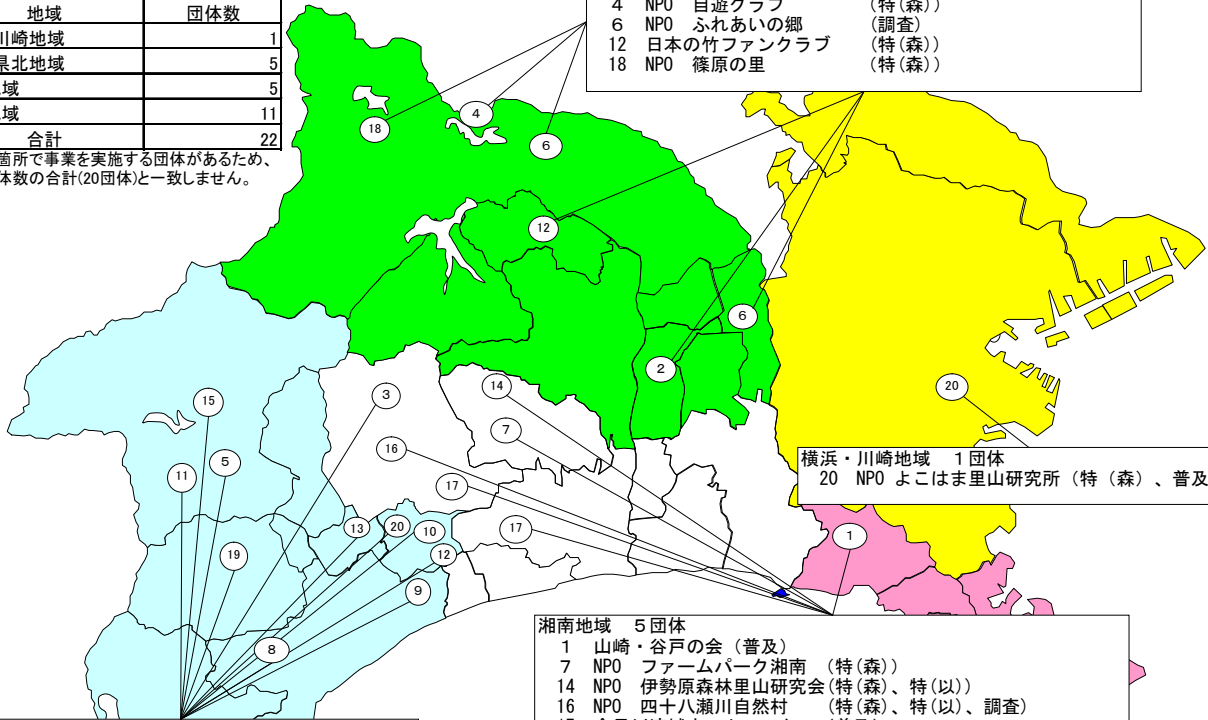 地域 団体数
川崎地域 1
県北地域 5
域 5
域 11
合計 22
箇所で事業を実施する団体があるため、
体数の合計(20団体)と一致しません。
4 NPO 自遊クラブ (特(森))
6 NPO ふれあいの郷 (調査)
12 日本の竹ファンクラブ (特(森))
18 NPO 篠原の里 (特(森))
18
4
6
12
6
2
20
15
3
14
7
16
5
11
17
17
13
20
10
12
19
9
8
1
横浜・川崎地域 1団体
20 NPO よこはま里山研究所(特(森)、普及
湘南地域 5団体
1 山崎・谷戸の会(普及)
7 NPO ファームパーク湘南 (特(森))
14 NPO 伊勢原森林里山研究会(特(森)、特(以))
16 NPO 四十八瀬川自然村 (特(森)、特(以)、調査)